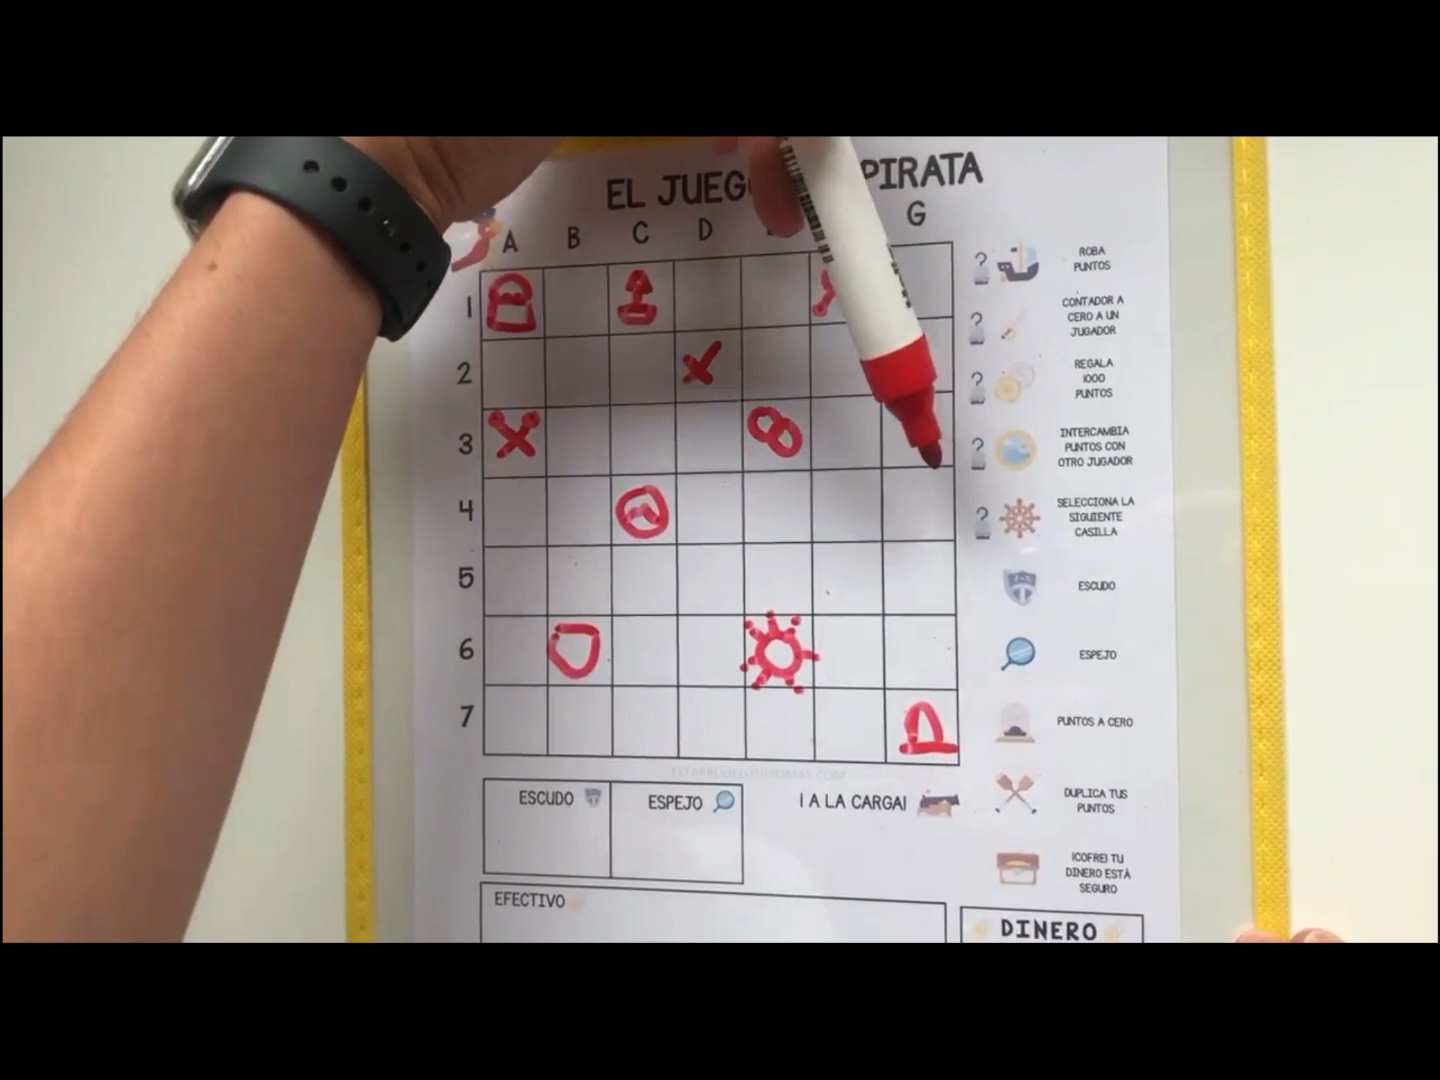 EL JUEG PIRATA
A B C D G
1
2
3
4
5
6
7
?
ROBA
PUNTOS
?
CONTADOR A
CERO A UN
JUGADOR
?
REGALA
1000
PUNTOS
?
INTERCAMBIA
PUNTOS CON
OTRO JUGADOR
?
SELECCIONA LA
SIGUIENTE
CASILLA
ESCUDO
ESPEJO
PUNTOS A CERO
DUPLICA TUS
PUNTOS
¡COFRE! TU
DINERO ESTÁ
SEGURO
ESCUDO
ESPEJO
¡A LA CARGA!
EFECTIVO
DINERO